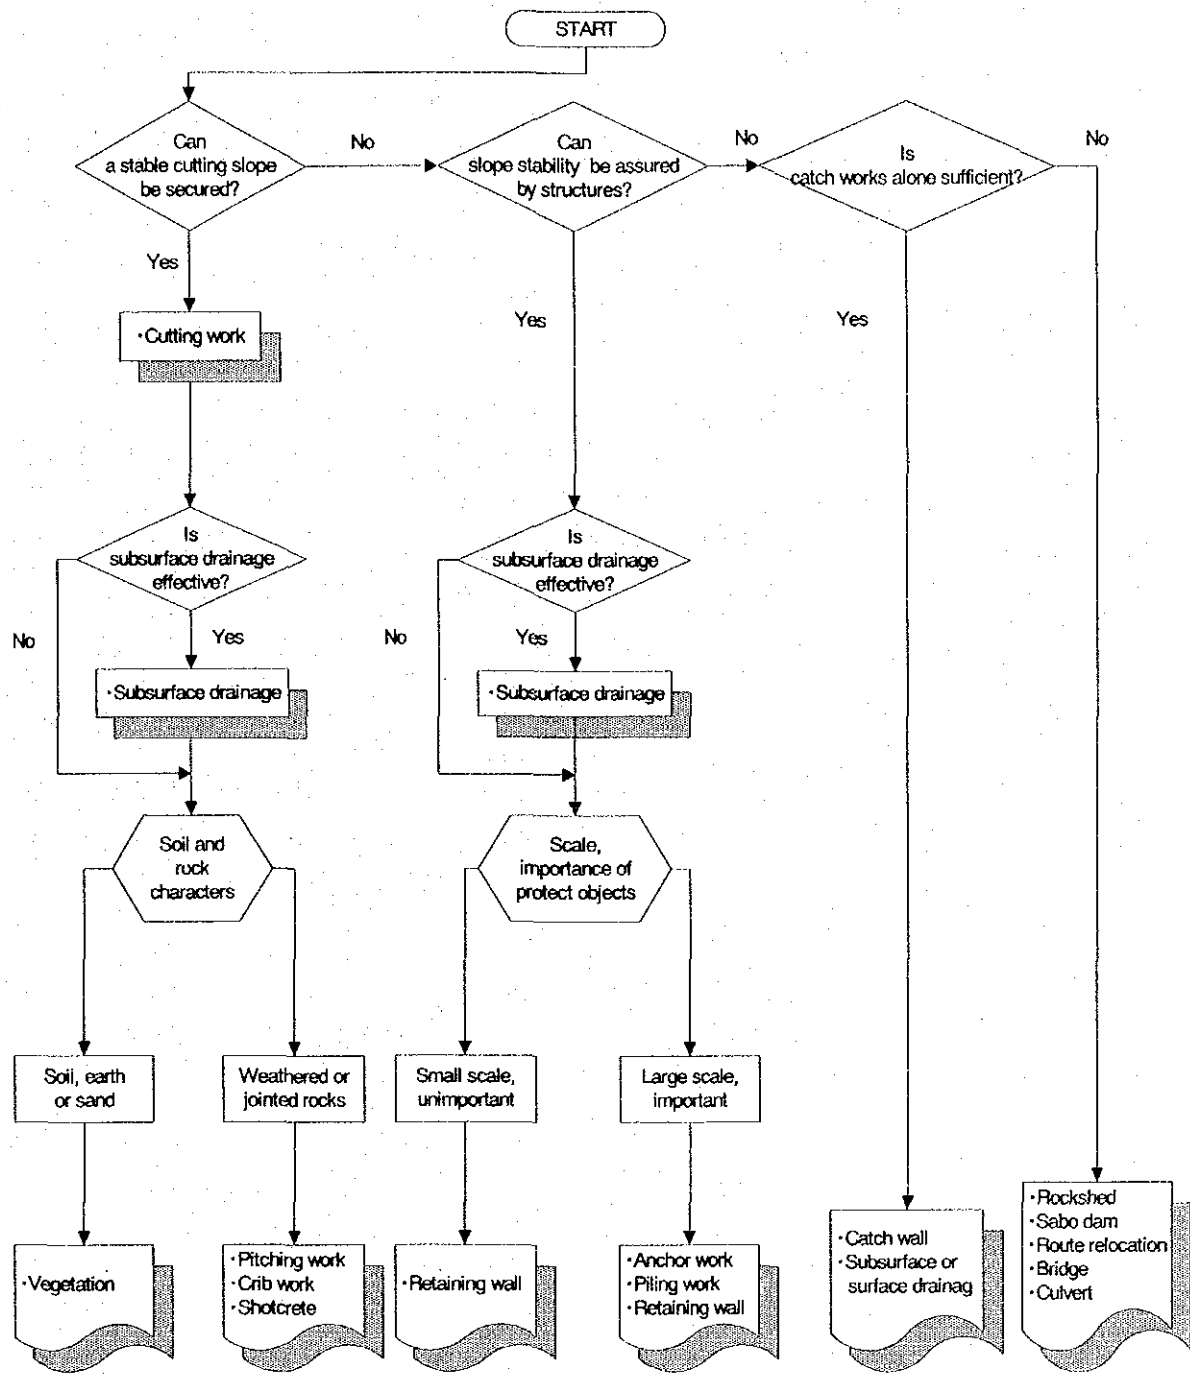 START
Can
a stable cutting slope
be secured?
No
Can
slope stability be assured
by structures?
No
Is
catch works alone sufficient?
No
Yes
·Cutting work
Yes
Yes
Is
subsurface drainage
effective?
No
Yes
·Subsurface drainage
Is
subsurface drainage
effective?
No
Yes
·Subsurface drainage
Soil and
ruck
characters
Scale,
importance of
protect objects
Soil, earth
or sand
Weathered or
jointed rocks
Small scale,
unimportant
Large scale,
important
·Vegetation
·Pitching work
·Crib work
·Shotcrete
·Retaining wall
·Anchor work
·Piling work
·Retaining wall
·Catch wall
·Subsurface or
surface drainag
·Rockshed
·Sabo dam
·Route relocation
·Bridge
·Culvert